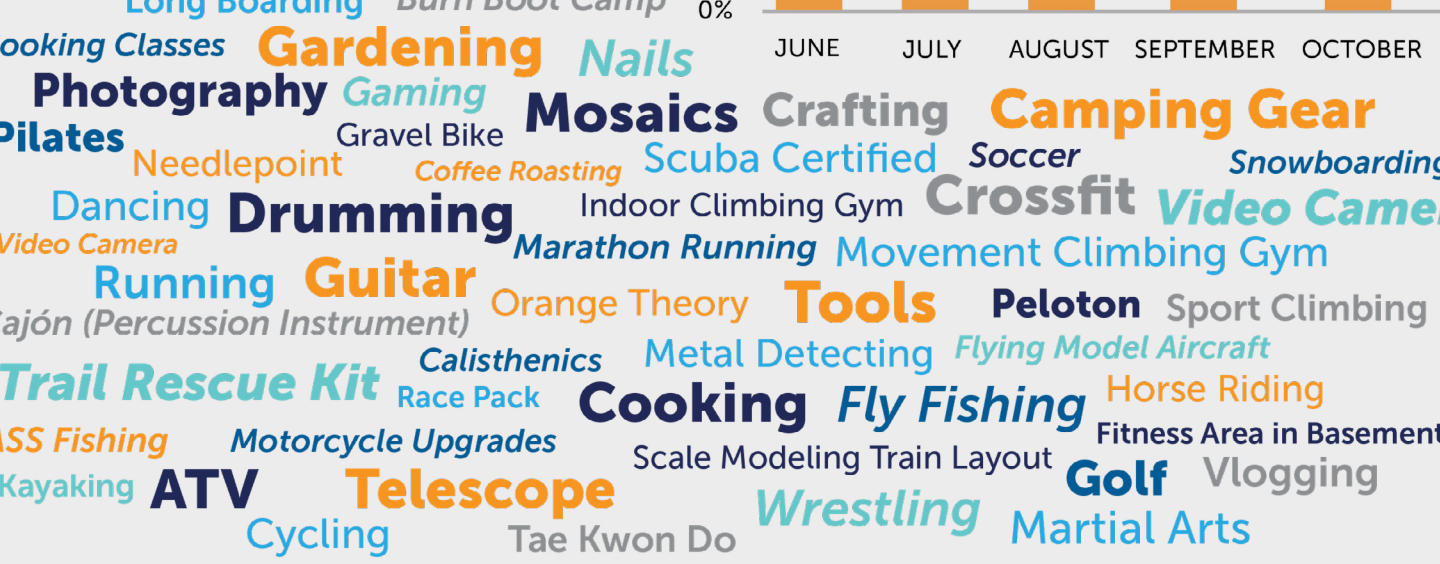 Long Boarding
Burn Boot Camp
0%
JUNE JULY AUGUST SEPTEMBER OCTOBER
ooking Classes
Gardening
Nails
Photography
Gaming
Mosaics
Crafting
Camping Gear
Pilates
Gravel Bike
Needlepoint
Coffee Roasting
Scuba Certified
Soccer
Snowboarding
Dancing
Drumming
Indoor Climbing Gym
Crossfit
Video Camer
Video Camera
Marathon Running
Movement Climbing Gym
Running
Guitar
Orange Theory
Tools
Peloton
Sport Climbing
ajón (Percussion Instrument)
Calisthenics
Metal Detecting
Flying Model Aircraft
Trail Rescue Kit
Race Pack
Cooking
Fly Fishing
Horse Riding
ASS Fishing
Motorcycle Upgrades
Fitness Area in Basement
Scale Modeling Train Layout
Kayaking
ATV
Telescope
Golf
Vlogging
Wrestling
Cycling
Tae Kwon Do
Martial Arts